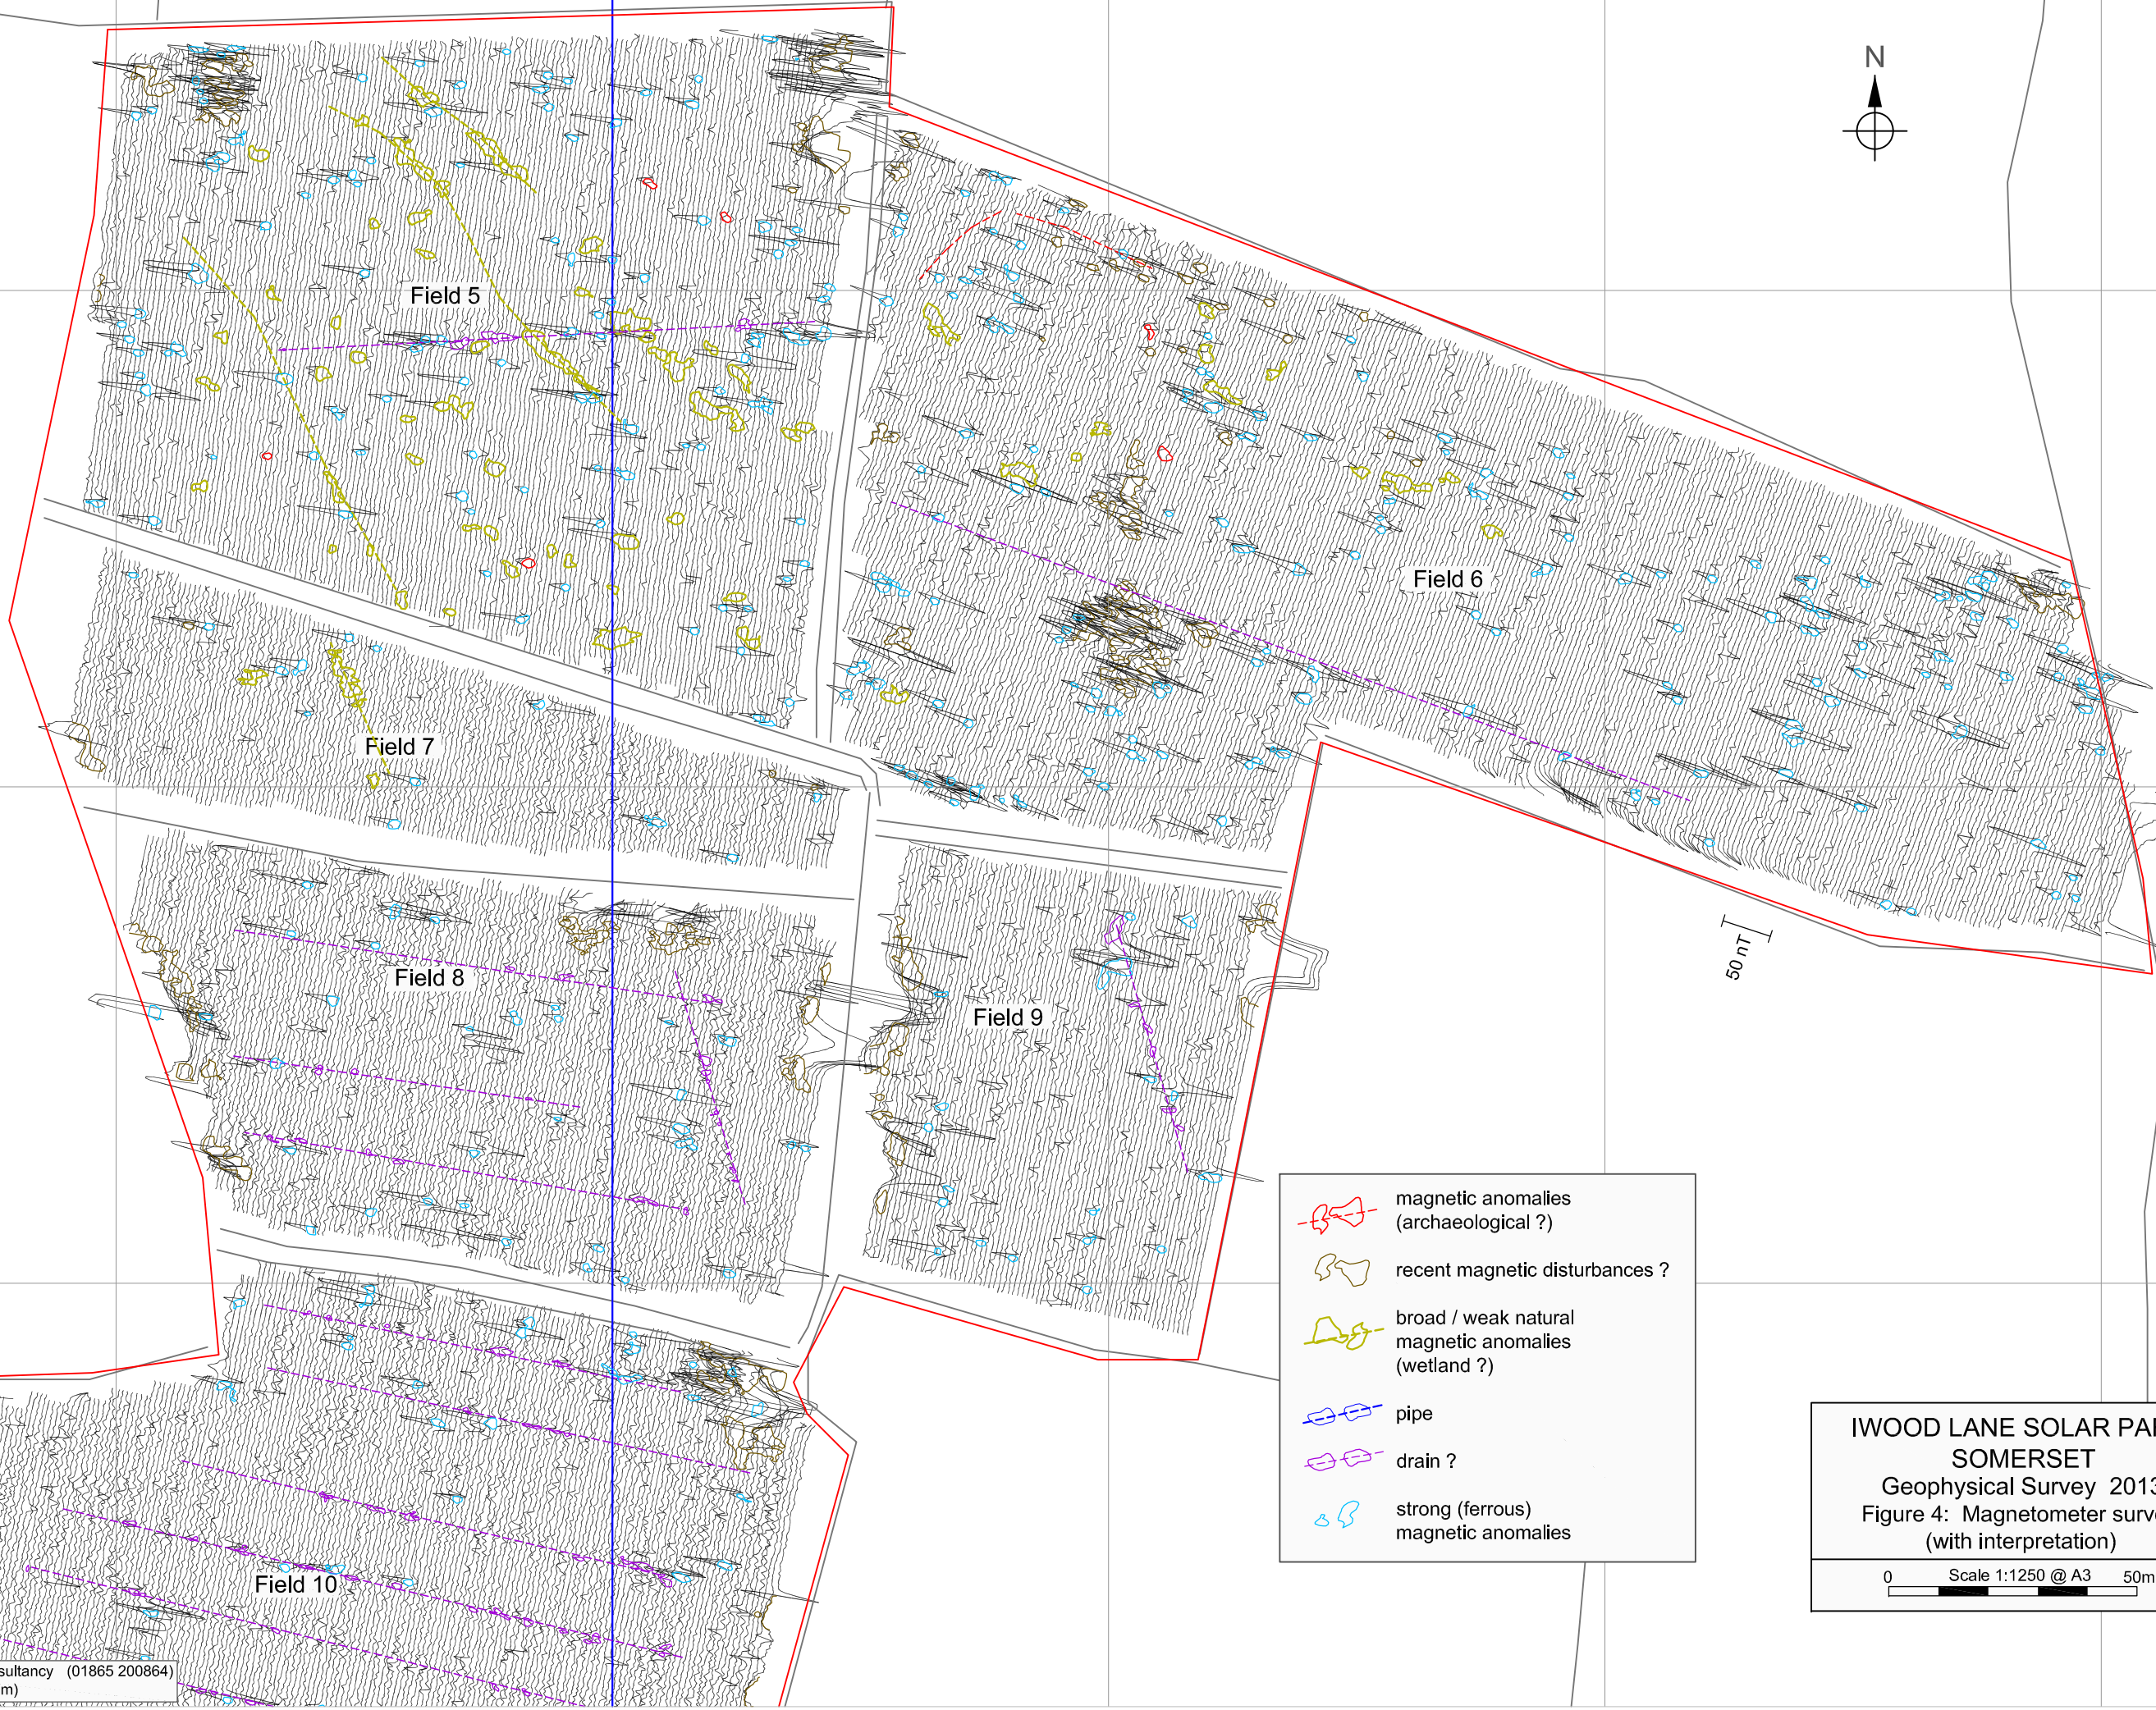 N
Field 5
Field 6
Field 7
Field 8
Field 9
50 nT
Field 10
magnetic anomalies
(archaeological ?)
recent magnetic disturbances ?
broad / weak natural
magnetic anomalies
(wetland ?)
pipe
drain ?
strong (ferrous)
magnetic anomalies
IWOOD LANE SOLAR PA
SOMERSET
Geophysical Survey 2013
Figure 4: Magnetometer surve
(with interpretation)
0 Scale 1:1250 @ A3 50m
sultancy (01865 200864)
m)